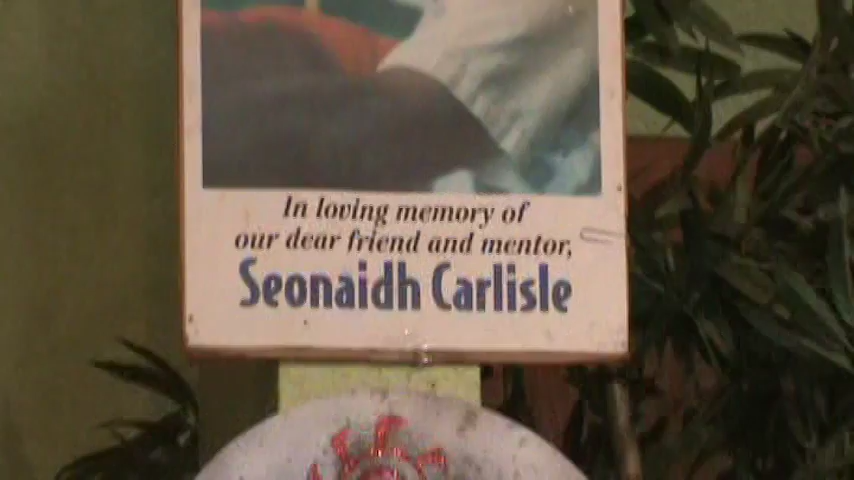 In loving memory of
our dear friend and mentor,
Seonaidh Carlisle